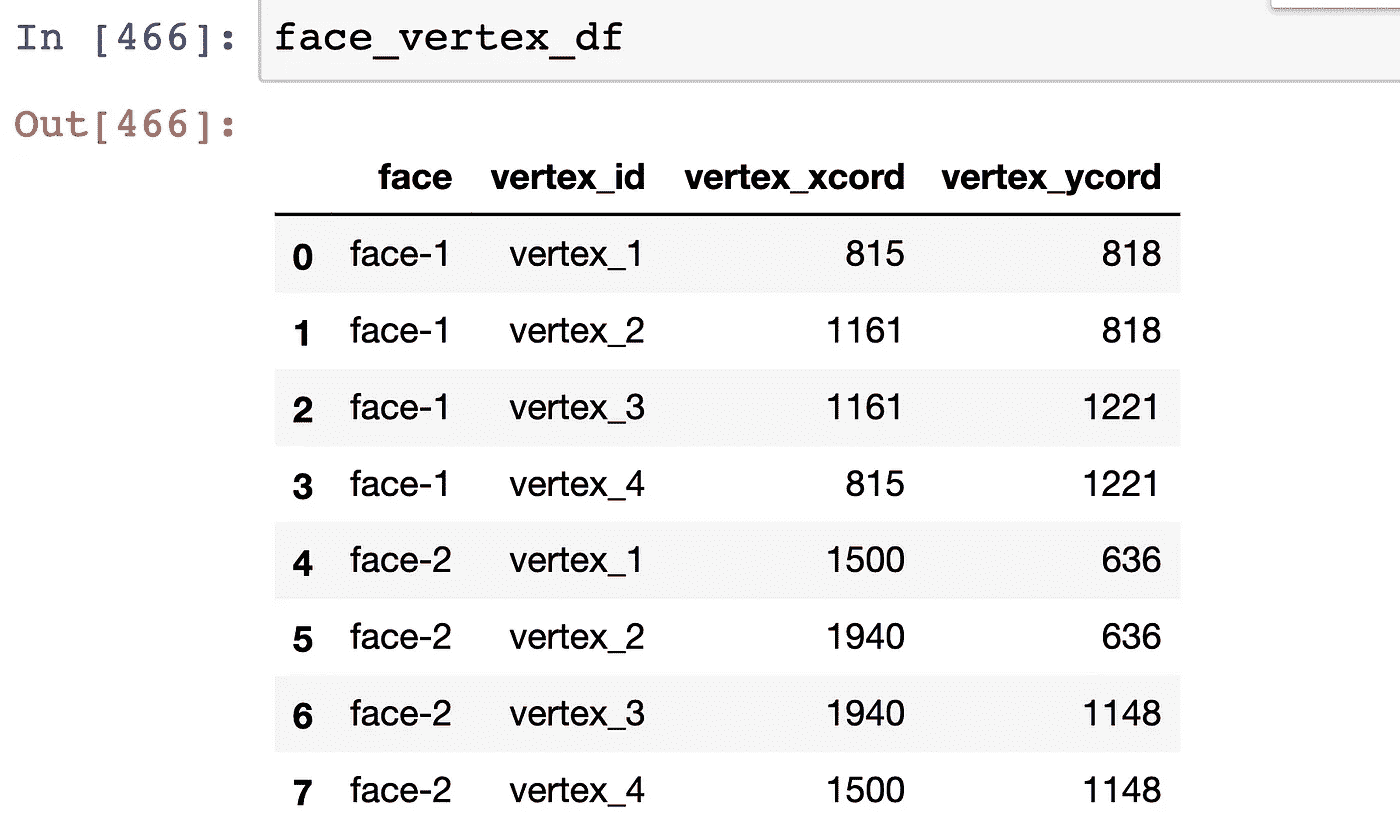 In [466]: face_vertex_df
Out[466]:
face vertex_id vertex_xcord vertex_ycord
0 face-1 vertex_1 815 818
1 face-1 vertex_2 1161 818
2 face-1 vertex_3 1161 1221
3 face-1 vertex_4 815 1221
4 face-2 vertex_1 1500 636
5 face-2 vertex_2 1940 636
6 face-2 vertex_3 1940 1148
7 face-2 vertex_4 1500 1148